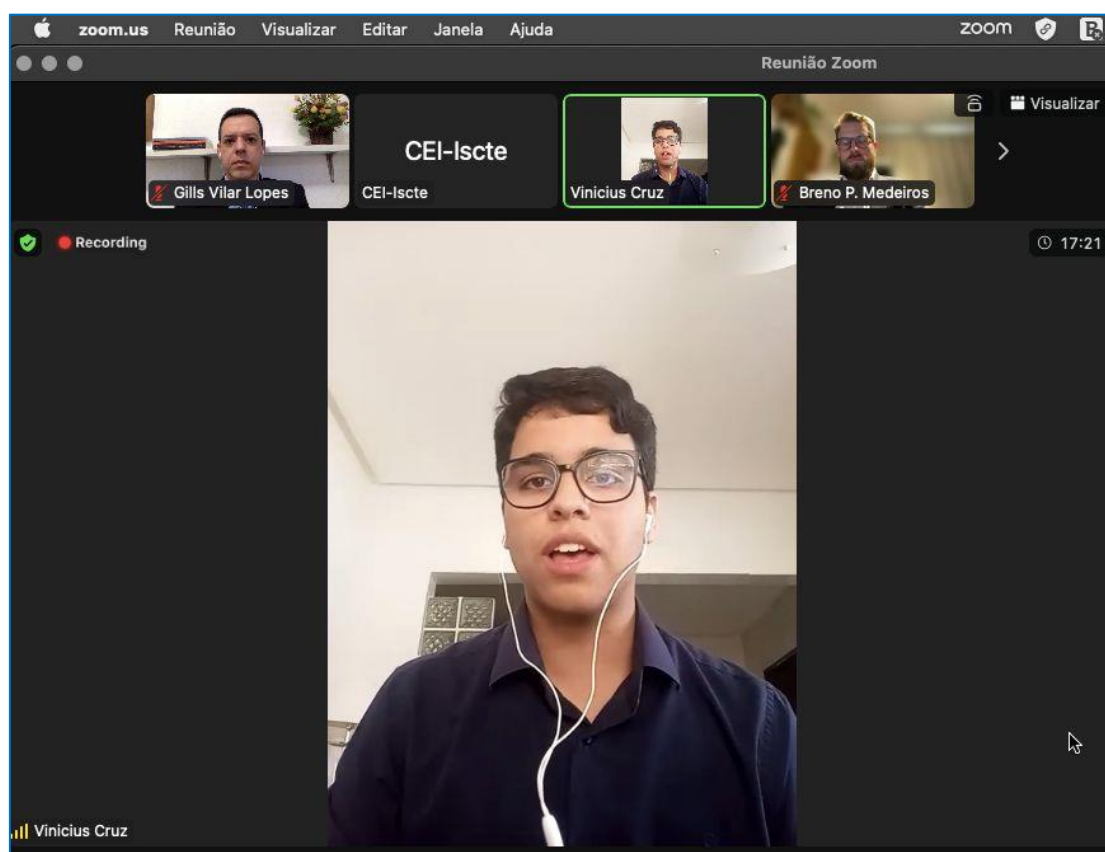 zoom.us Reunião Visualizar Editar Janela Ajuda zoom
Reunião Zoom
CEI-Iscte
Visualizar
Gills Vilar Lopes CEI-Iscte Vinicius Cruz Breno P. Medeiros
Recording 17:21
Vinicius Cruz